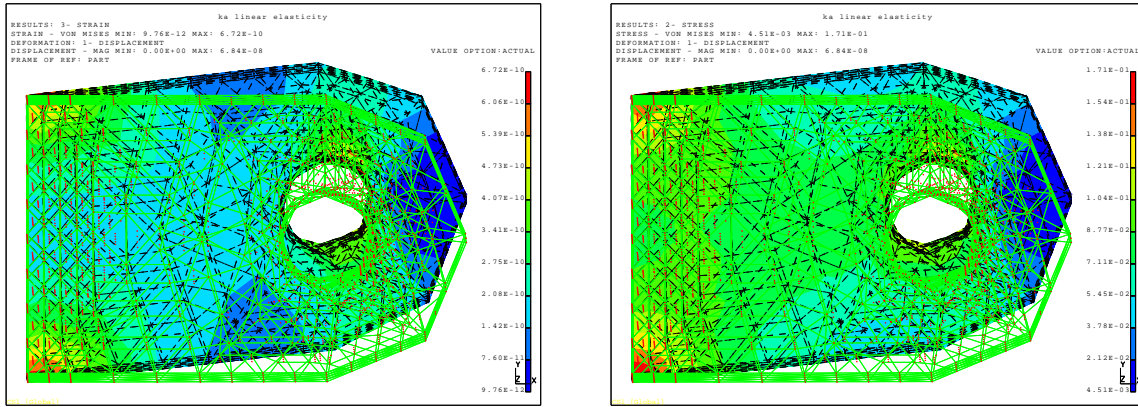 ka linear elasticity
RESULTS: 3- STRAIN
STRAIN - VON MISES MIN: 9.76E-12 MAX: 6.72E-10
DEFORMATION: 1- DISPLACEMENT
DISPLACEMENT - MAG MIN: 0.00E+00 MAX: 6.84E-08
FRAME OF REF: PART
VALUE OPTION:ACTUAL
6.72E-10
6.06E-10
5.39E-10
4.73E-10
4.07E-10
3.41E-10
2.75E-10
2.08E-10
1.42E-10
7.60E-11
9.76E-12
Y
Z X
ka linear elasticity
RESULTS: 2- STRESS
STRESS - VON MISES MIN: 4.51E-03 MAX: 1.71E-01
DEFORMATION: 1- DISPLACEMENT
DISPLACEMENT - MAG MIN: 0.00E+00 MAX: 6.84E-08
FRAME OF REF: PART
VALUE OPTION:ACTUAL
1.71E-01
1.54E-01
1.38E-01
1.21E-01
1.04E-01
8.77E-02
7.11E-02
5.45E-02
3.78E-02
2.12E-02
4.51E-03
Y
Z X